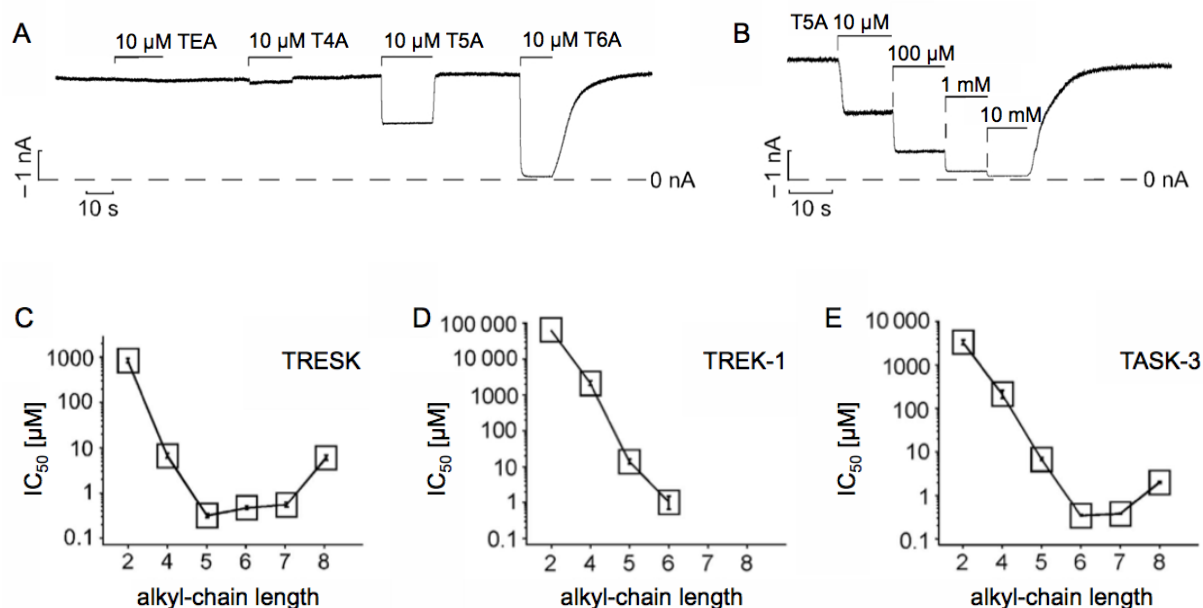 A
10 µM TEA
10 µM T4A
10 µM T5A
10 µM T6A
−1 nA
0 nA
10 s
B
T5A 10 µM
100 µM
1 mM
10 mM
−1 nA
0 nA
10 s
C
TRESK
IC50 [µM]
1000
100
10
1
0.1
2 4 5 6 7 8
alkyl-chain length
D
TREK-1
IC50 [µM]
100 000
10 000
1000
100
10
1
0.1
2 4 5 6 7 8
alkyl-chain length
E
TASK-3
IC50 [µM]
10 000
1000
100
10
1
0.1
2 4 5 6 7 8
alkyl-chain length